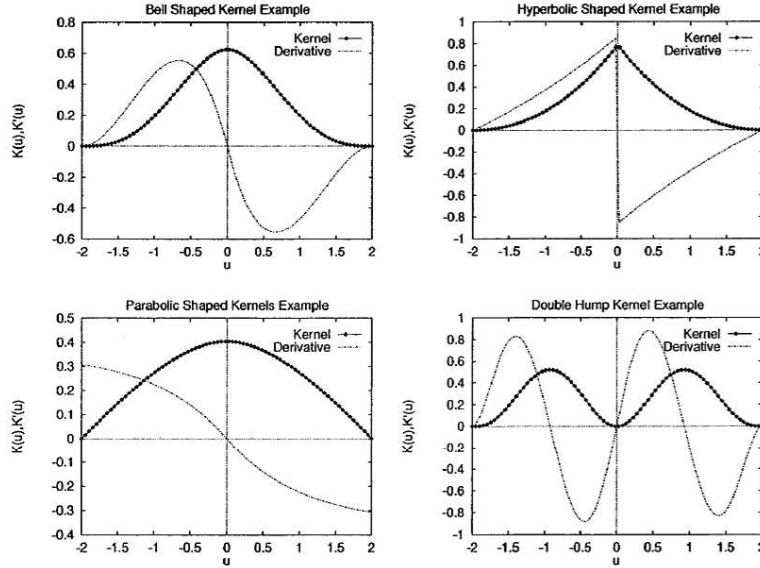 Bell Shaped Kernel Example
0.8
Kernel
Derivative
0.6
0.4
0.2
0
-0.2
-0.4
-0.6
K(u),K'(u)
-2 -1.5 -1 -0.5 0 0.5 1 1.5 2
u
Hyperbolic Shaped Kernel Example
1
Kernel
Derivative
0.8
0.6
0.4
0.2
0
-0.2
-0.4
-0.6
-0.8
-1
K(u),K'(u)
-2 -1.5 -1 -0.5 0 0.5 1 1.5 2
u
Parabolic Shaped Kernels Example
0.5
Kernel
Derivative
0.4
0.3
0.2
0.1
0
-0.1
-0.2
-0.3
-0.4
K(u),K'(u)
-2 -1.5 -1 -0.5 0 0.5 1 1.5 2
u
Double Hump Kernel Example
1
Kernel
Derivative
0.8
0.6
0.4
0.2
0
-0.2
-0.4
-0.6
-0.8
-1
K(u),K'(u)
-2 -1.5 -1 -0.5 0 0.5 1 1.5 2
u